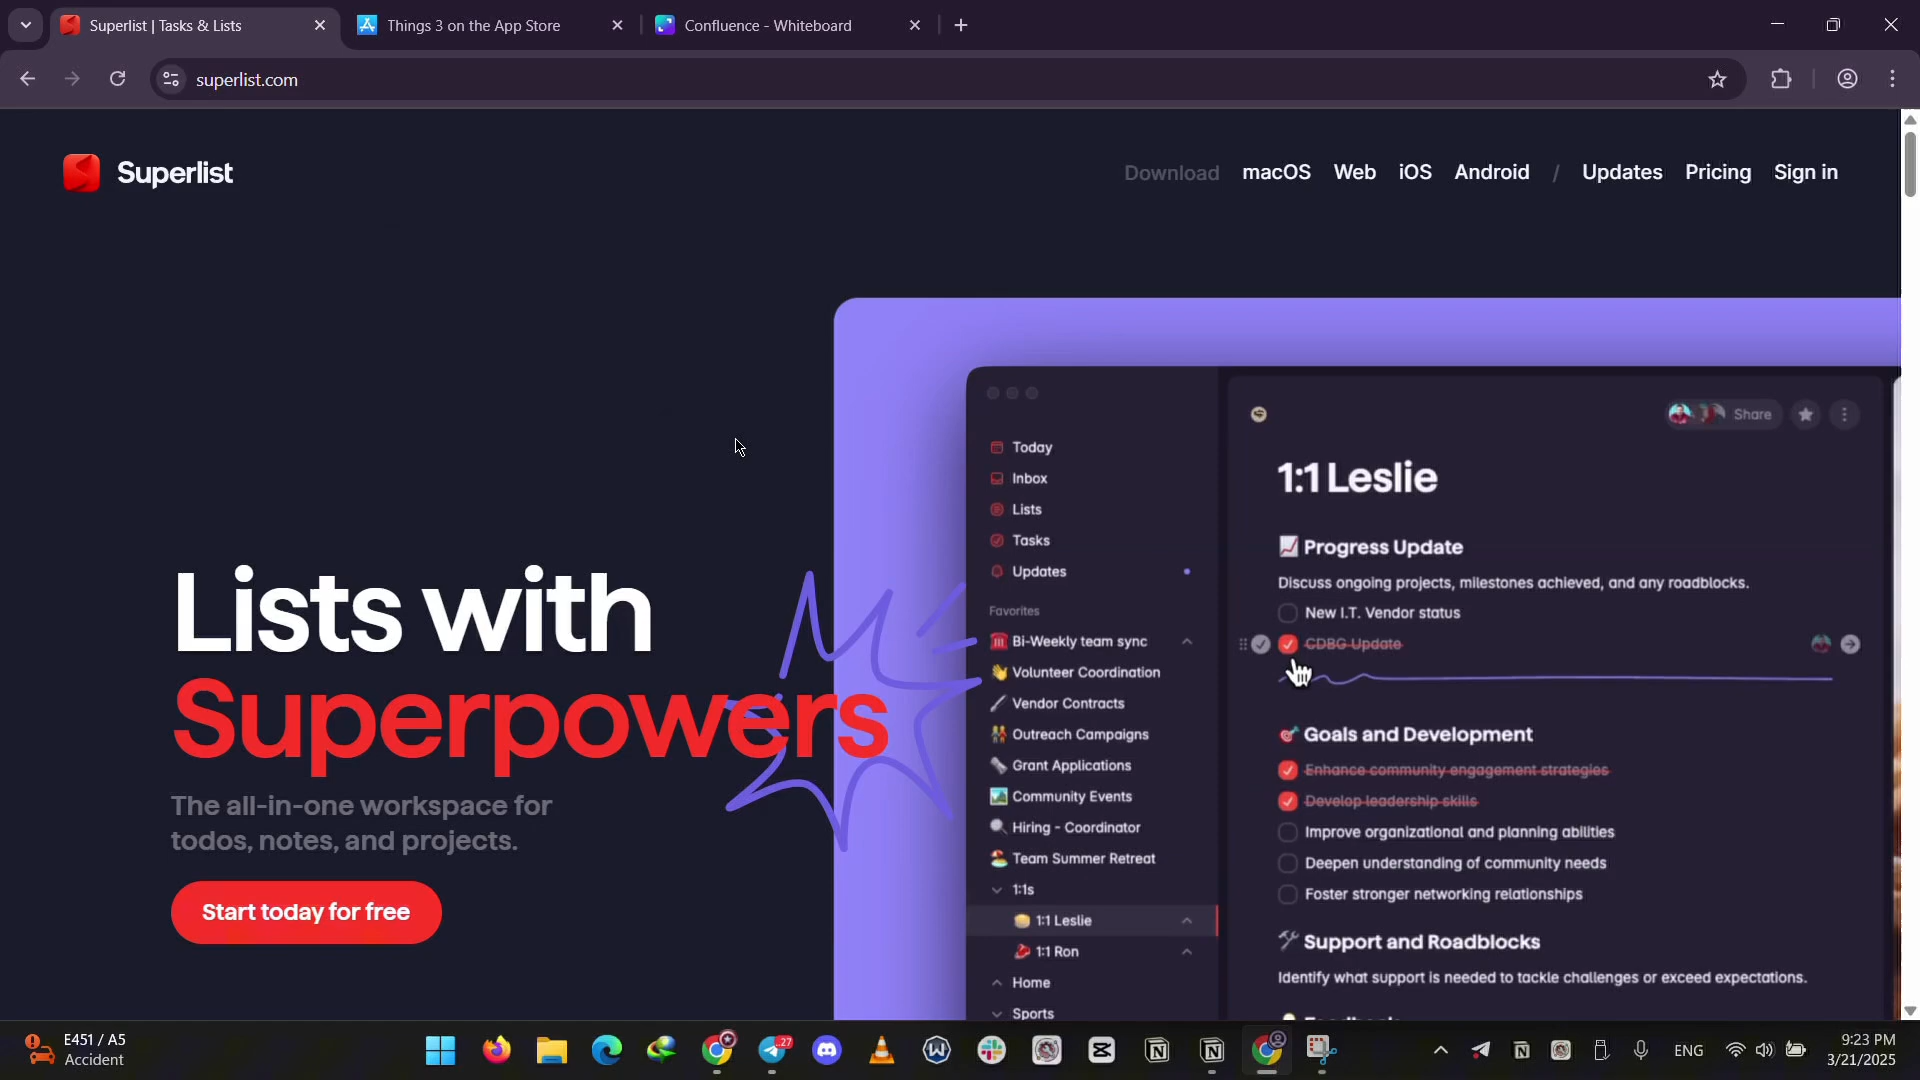 Superlist | Tasks & Lists
Things 3 on the App Store
Confluence - Whiteboard
superlist.com
Superlist
Download macOS Web iOS Android / Updates Pricing Sign in
Lists with
Superpowers
The all-in-one workspace for
todos, notes, and projects.
Start today for free
Today
Inbox
Lists
Tasks
Updates
Favorites
Bi-Weekly team sync
Volunteer Coordination
Vendor Contracts
Outreach Campaigns
Grant Applications
Community Events
Hiring - Coordinator
Team Summer Retreat
1:1s
1:1 Leslie
1:1 Ron
Home
Sports
Share
1:1 Leslie
Progress Update
Discuss ongoing projects, milestones achieved, and any roadblocks.
New I.T. Vendor status
CDBG Update
Goals and Development
Enhance community engagement strategies
Develop leadership skills
Improve organizational and planning abilities
Deepen understanding of community needs
Foster stronger networking relationships
Support and Roadblocks
Identify what support is needed to tackle challenges or exceed expectations.
E451 / A5
Accident
27
ENG
9:23 PM
3/21/2025